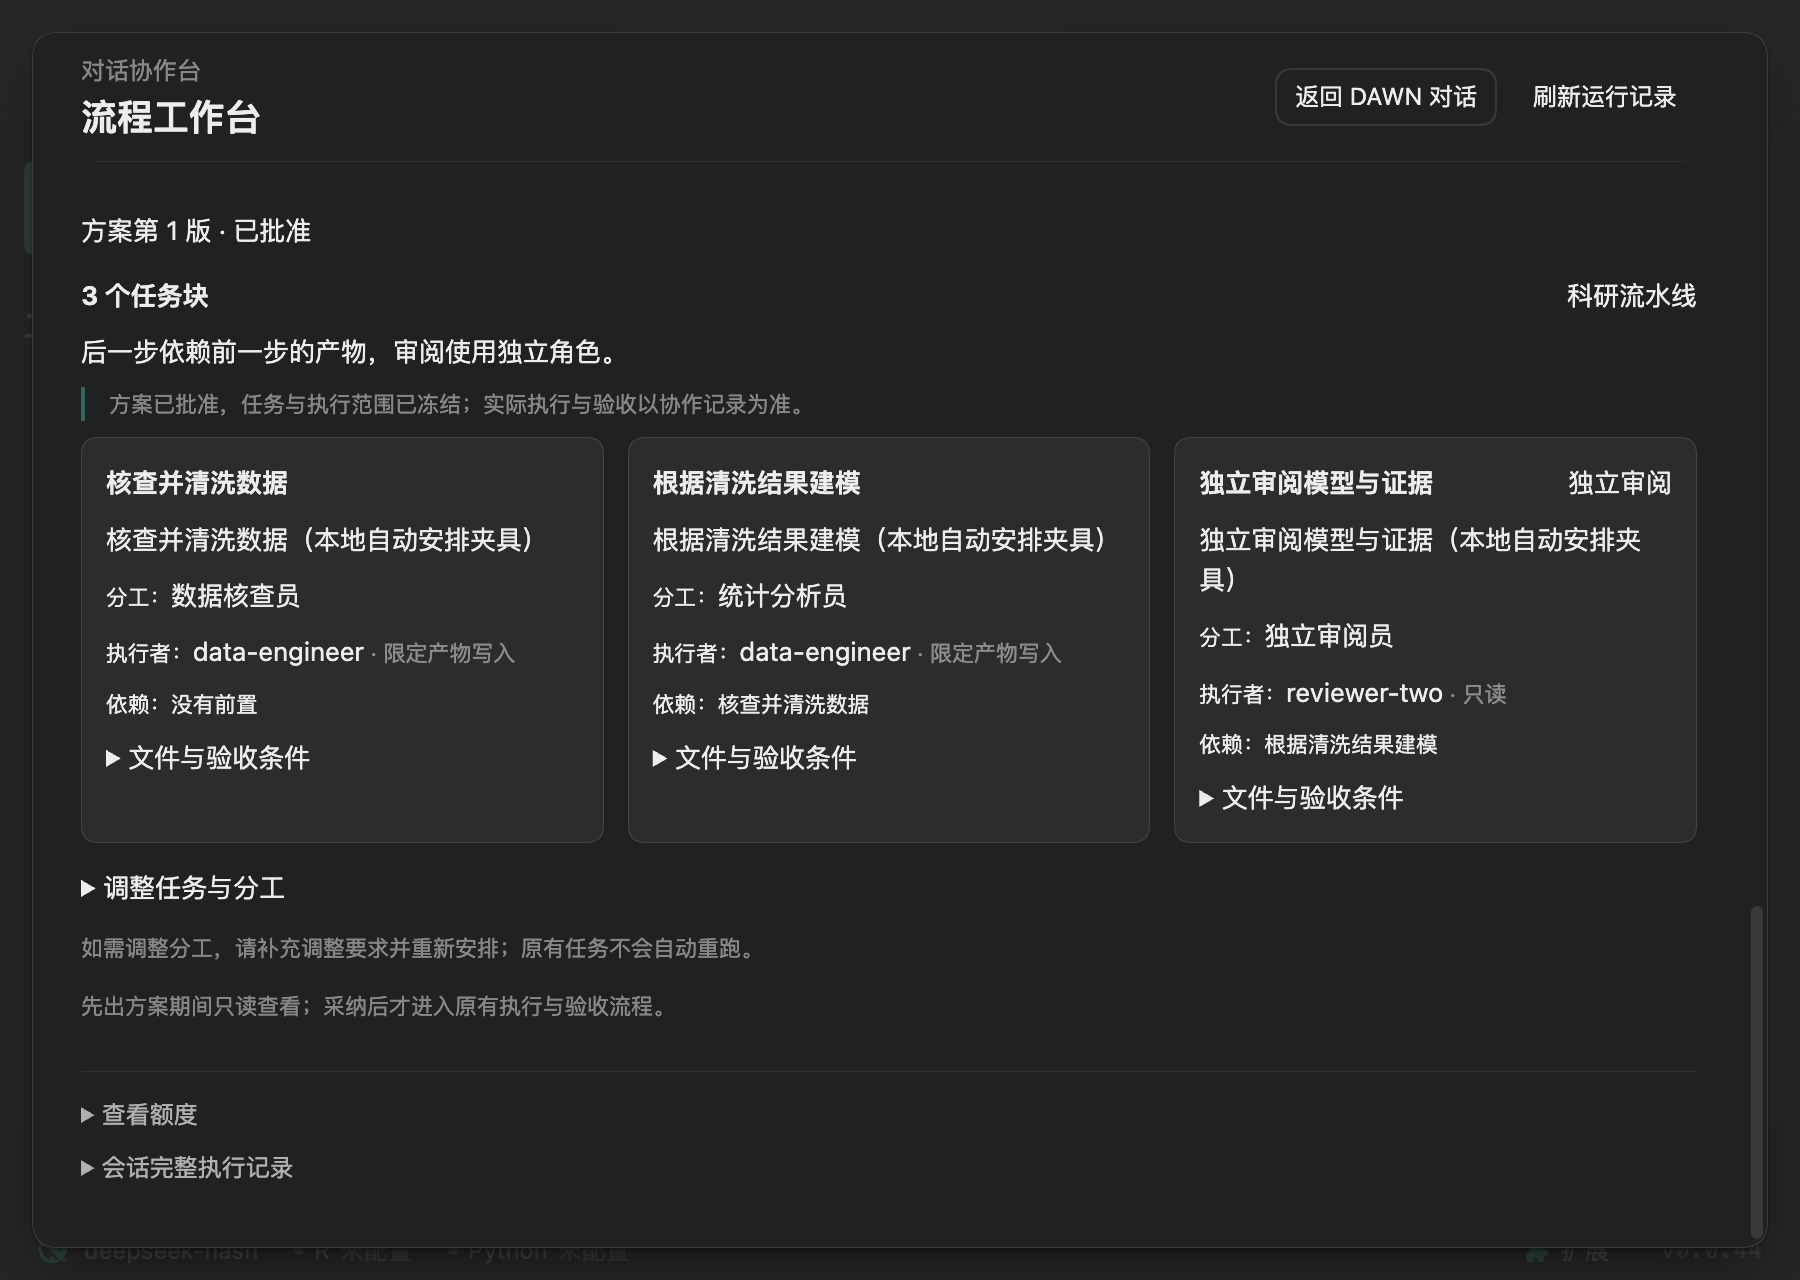 对话协作台
流程工作台
返回 DAWN 对话
刷新运行记录
方案第 1 版 · 已批准
3 个任务块
科研流水线
后一步依赖前一步的产物，审阅使用独立角色。
方案已批准，任务与执行范围已冻结；实际执行与验收以协作记录为准。
核查并清洗数据
核查并清洗数据（本地自动安排夹具）
分工：数据核查员
执行者：data-engineer · 限定产物写入
依赖：没有前置
▶ 文件与验收条件
根据清洗结果建模
根据清洗结果建模（本地自动安排夹具）
分工：统计分析员
执行者：data-engineer · 限定产物写入
依赖：核查并清洗数据
▶ 文件与验收条件
独立审阅模型与证据
独立审阅
独立审阅模型与证据（本地自动安排夹
具）
分工：独立审阅员
执行者：reviewer-two · 只读
依赖：根据清洗结果建模
▶ 文件与验收条件
▶ 调整任务与分工
如需调整分工，请补充调整要求并重新安排；原有任务不会自动重跑。
先出方案期间只读查看；采纳后才进入原有执行与验收流程。
▶ 查看额度
▶ 会话完整执行记录
R 未配置
Python 未配置
扩展
v0.0.44